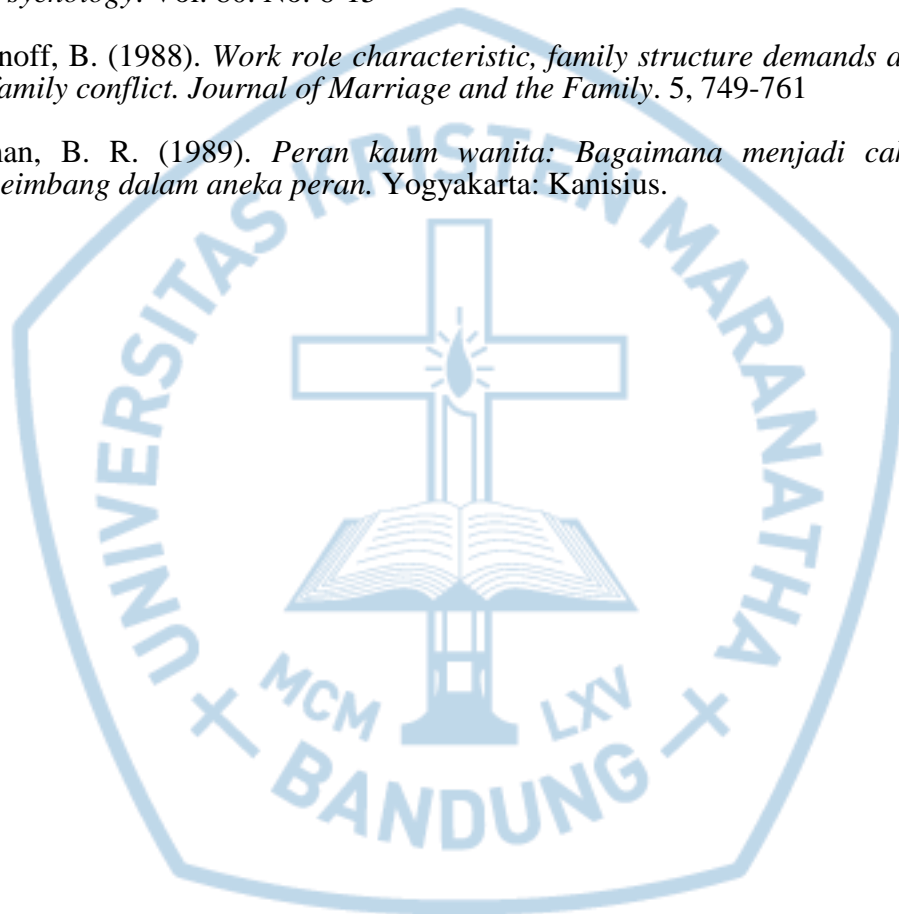 sychology. Vol. 86. No. 6-15
noff, B. (1988). Work role characteristic, family structure demands a
family conflict. Journal of Marriage and the Family. 5, 749-761
nan, B. R. (1989). Peran kaum wanita: Bagaimana menjadi cak
eimbang dalam aneka peran. Yogyakarta: Kanisius.
UNIVERSITAS KRISTEN MARANATHA
MCM LXV
BANDUNG